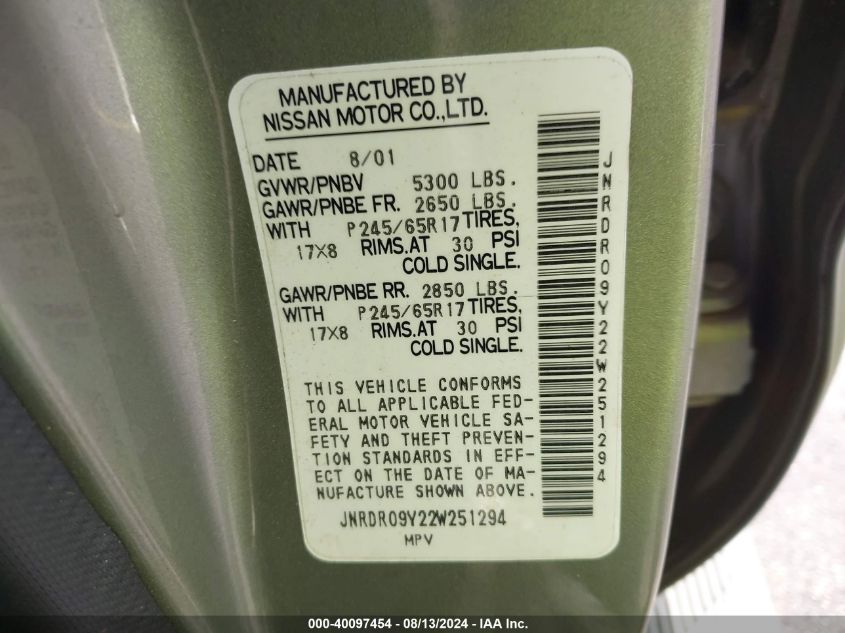 MANUFACTURED BY
NISSAN MOTOR CO.,LTD.
DATE 8/01
GVWR/PNBV 5300 LBS.
GAWR/PNBE FR. 2650 LBS.
WITH P245/65R17 TIRES,
17X8 RIMS.AT 30 PSI
COLD SINGLE.
GAWR/PNBE RR. 2850 LBS.
WITH P245/65R17 TIRES,
17X8 RIMS.AT 30 PSI
COLD SINGLE.
THIS VEHICLE CONFORMS
TO ALL APPLICABLE FED-
ERAL MOTOR VEHICLE SA-
FETY AND THEFT PREVEN-
TION STANDARDS IN EFF-
ECT ON THE DATE OF MA-
NUFACTURE SHOWN ABOVE.
JNRDR09Y22W251294
MPV
JNRDR09Y22W251294
000-40097454 - 08/13/2024 - IAA Inc.